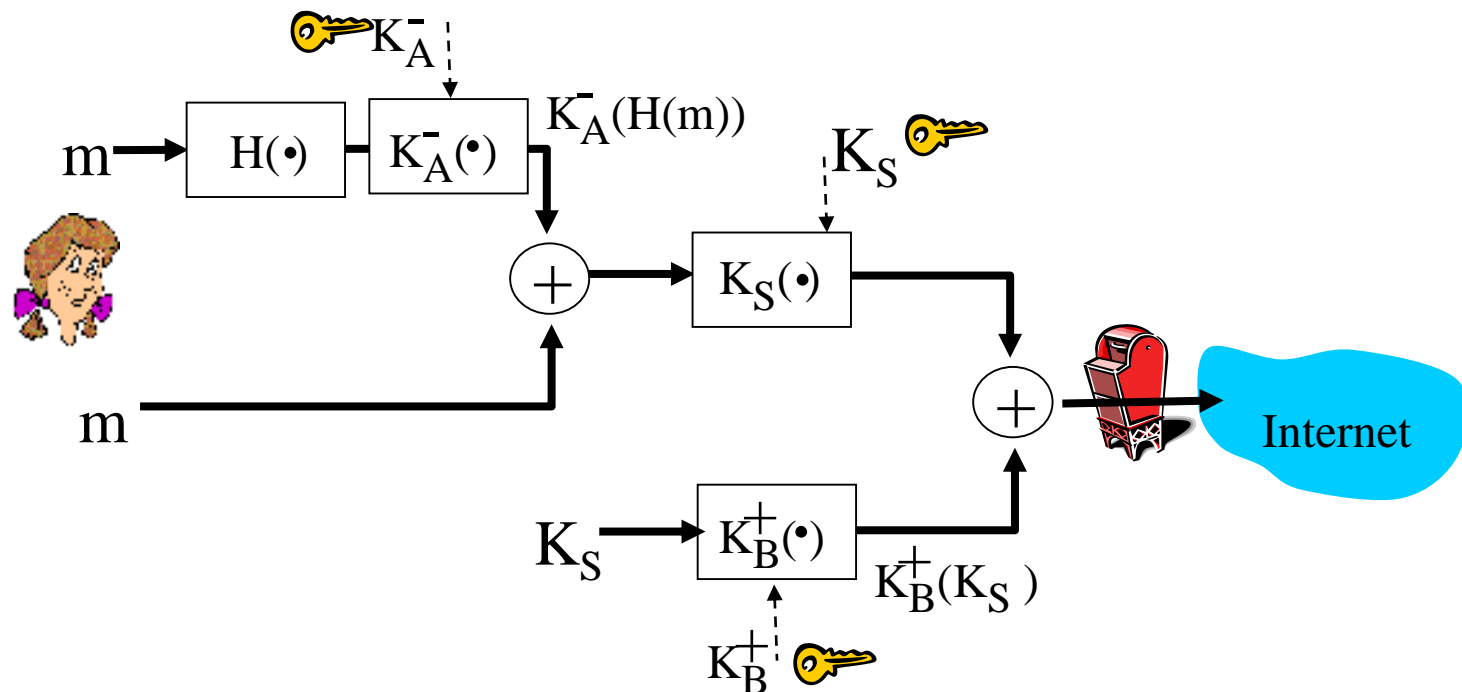 K_A^-
m
H(•)
K_A^-(•)
K_A^-(H(m))
K_S
+
K_S(•)
m
+
Internet
K_S
K_B^+(•)
K_B^+(K_S )
K_B^+